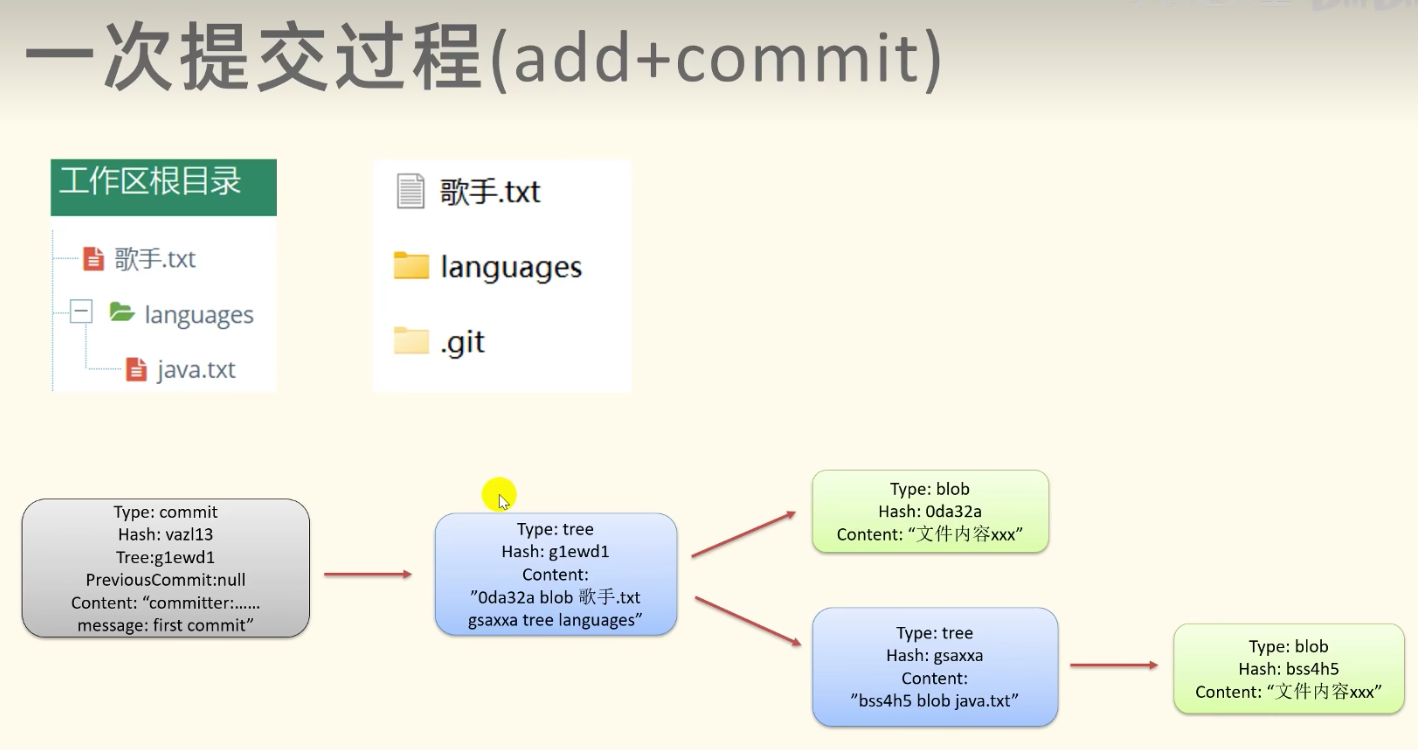 一次提交过程(add+commit)
工作区根目录
歌手.txt
languages
java.txt
歌手.txt
languages
.git
Type: commit
Hash: vazl13
Tree:g1ewd1
PreviousCommit:null
Content: “committer:......
message: first commit”
Type: tree
Hash: g1ewd1
Content:
”0da32a blob 歌手.txt
gsaxxa tree languages”
Type: blob
Hash: 0da32a
Content: “文件内容xxx”
Type: tree
Hash: gsaxxa
Content:
”bss4h5 blob java.txt”
Type: blob
Hash: bss4h5
Content: “文件内容xxx”